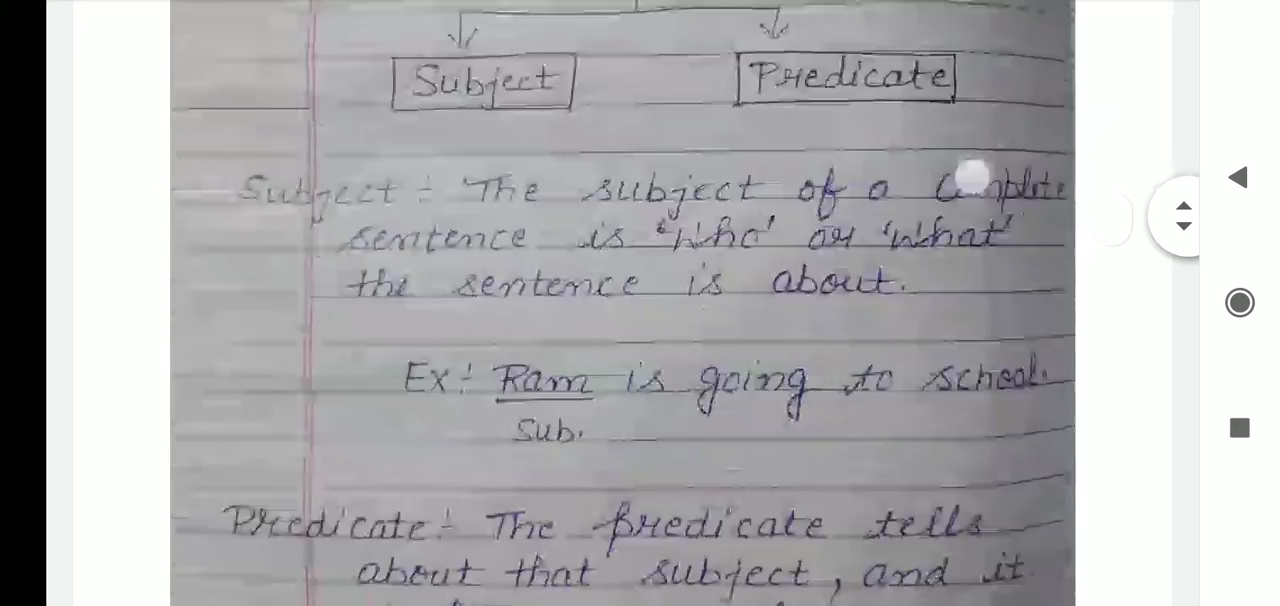 Subject
Predicate
Subject :- The subject of a Complete
sentence is 'who' or 'what'
the sentence is about.
Ex :- Ram is going to school.
Sub.
Predicate :- The predicate tells
about that subject, and it